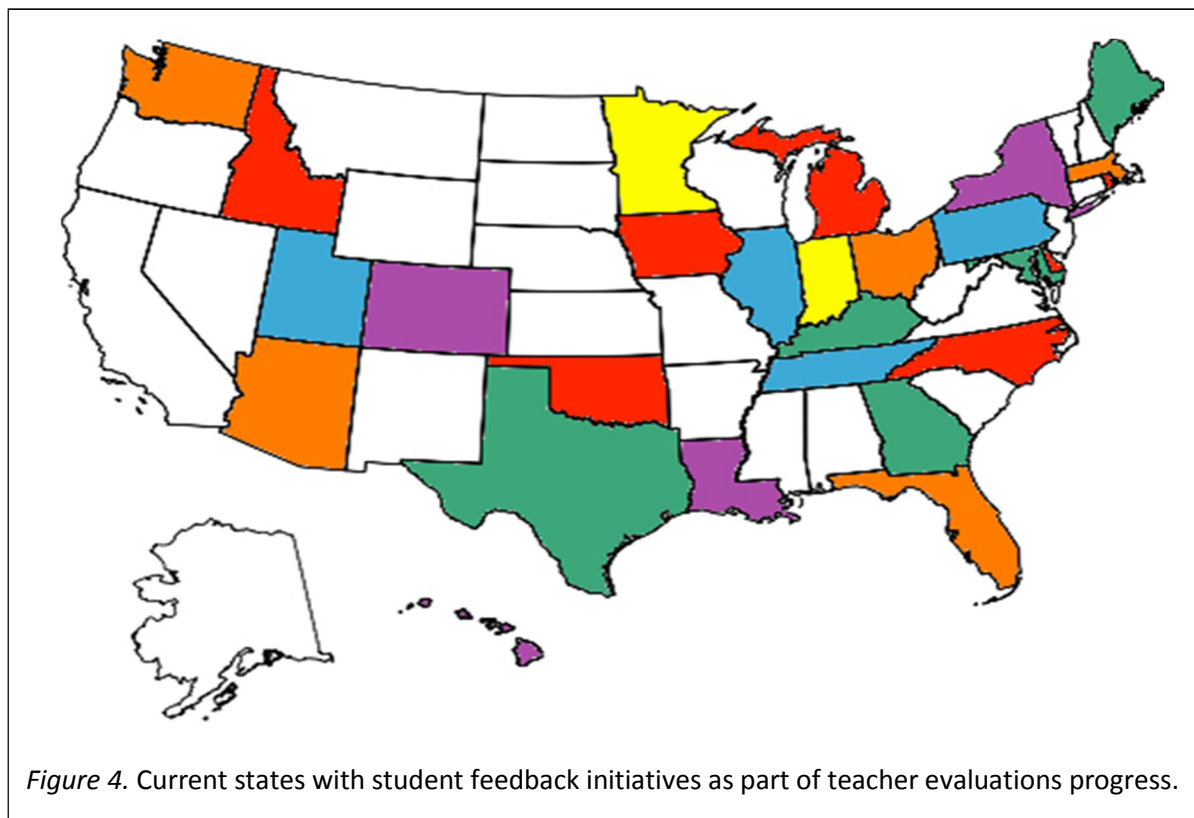 Figure 4. Current states with student feedback initiatives as part of teacher evaluations progress.